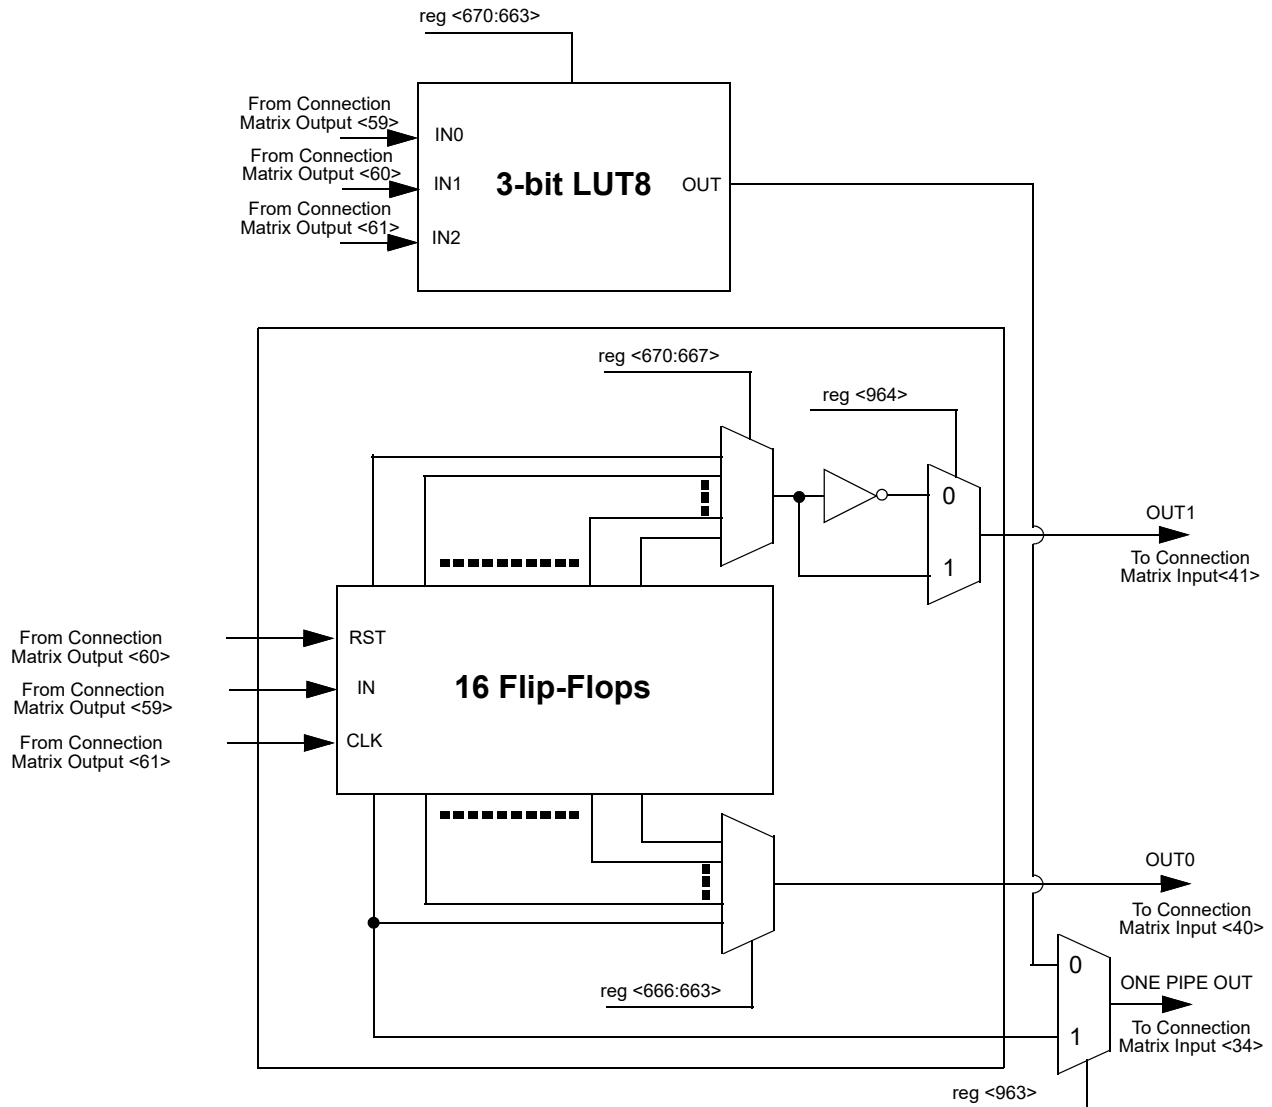 reg <670:663>
From Connection
Matrix Output <59>
IN0
From Connection
Matrix Output <60>
IN1
3-bit LUT8
OUT
From Connection
Matrix Output <61>
IN2
reg <670:667>
reg <964>
0
OUT1
To Connection
Matrix Input<41>
1
From Connection
Matrix Output <60>
RST
From Connection
Matrix Output <59>
IN
16 Flip-Flops
From Connection
Matrix Output <61>
CLK
OUT0
To Connection
Matrix Input <40>
reg <666:663>
0
ONE PIPE OUT
To Connection
Matrix Input <34>
1
reg <963>